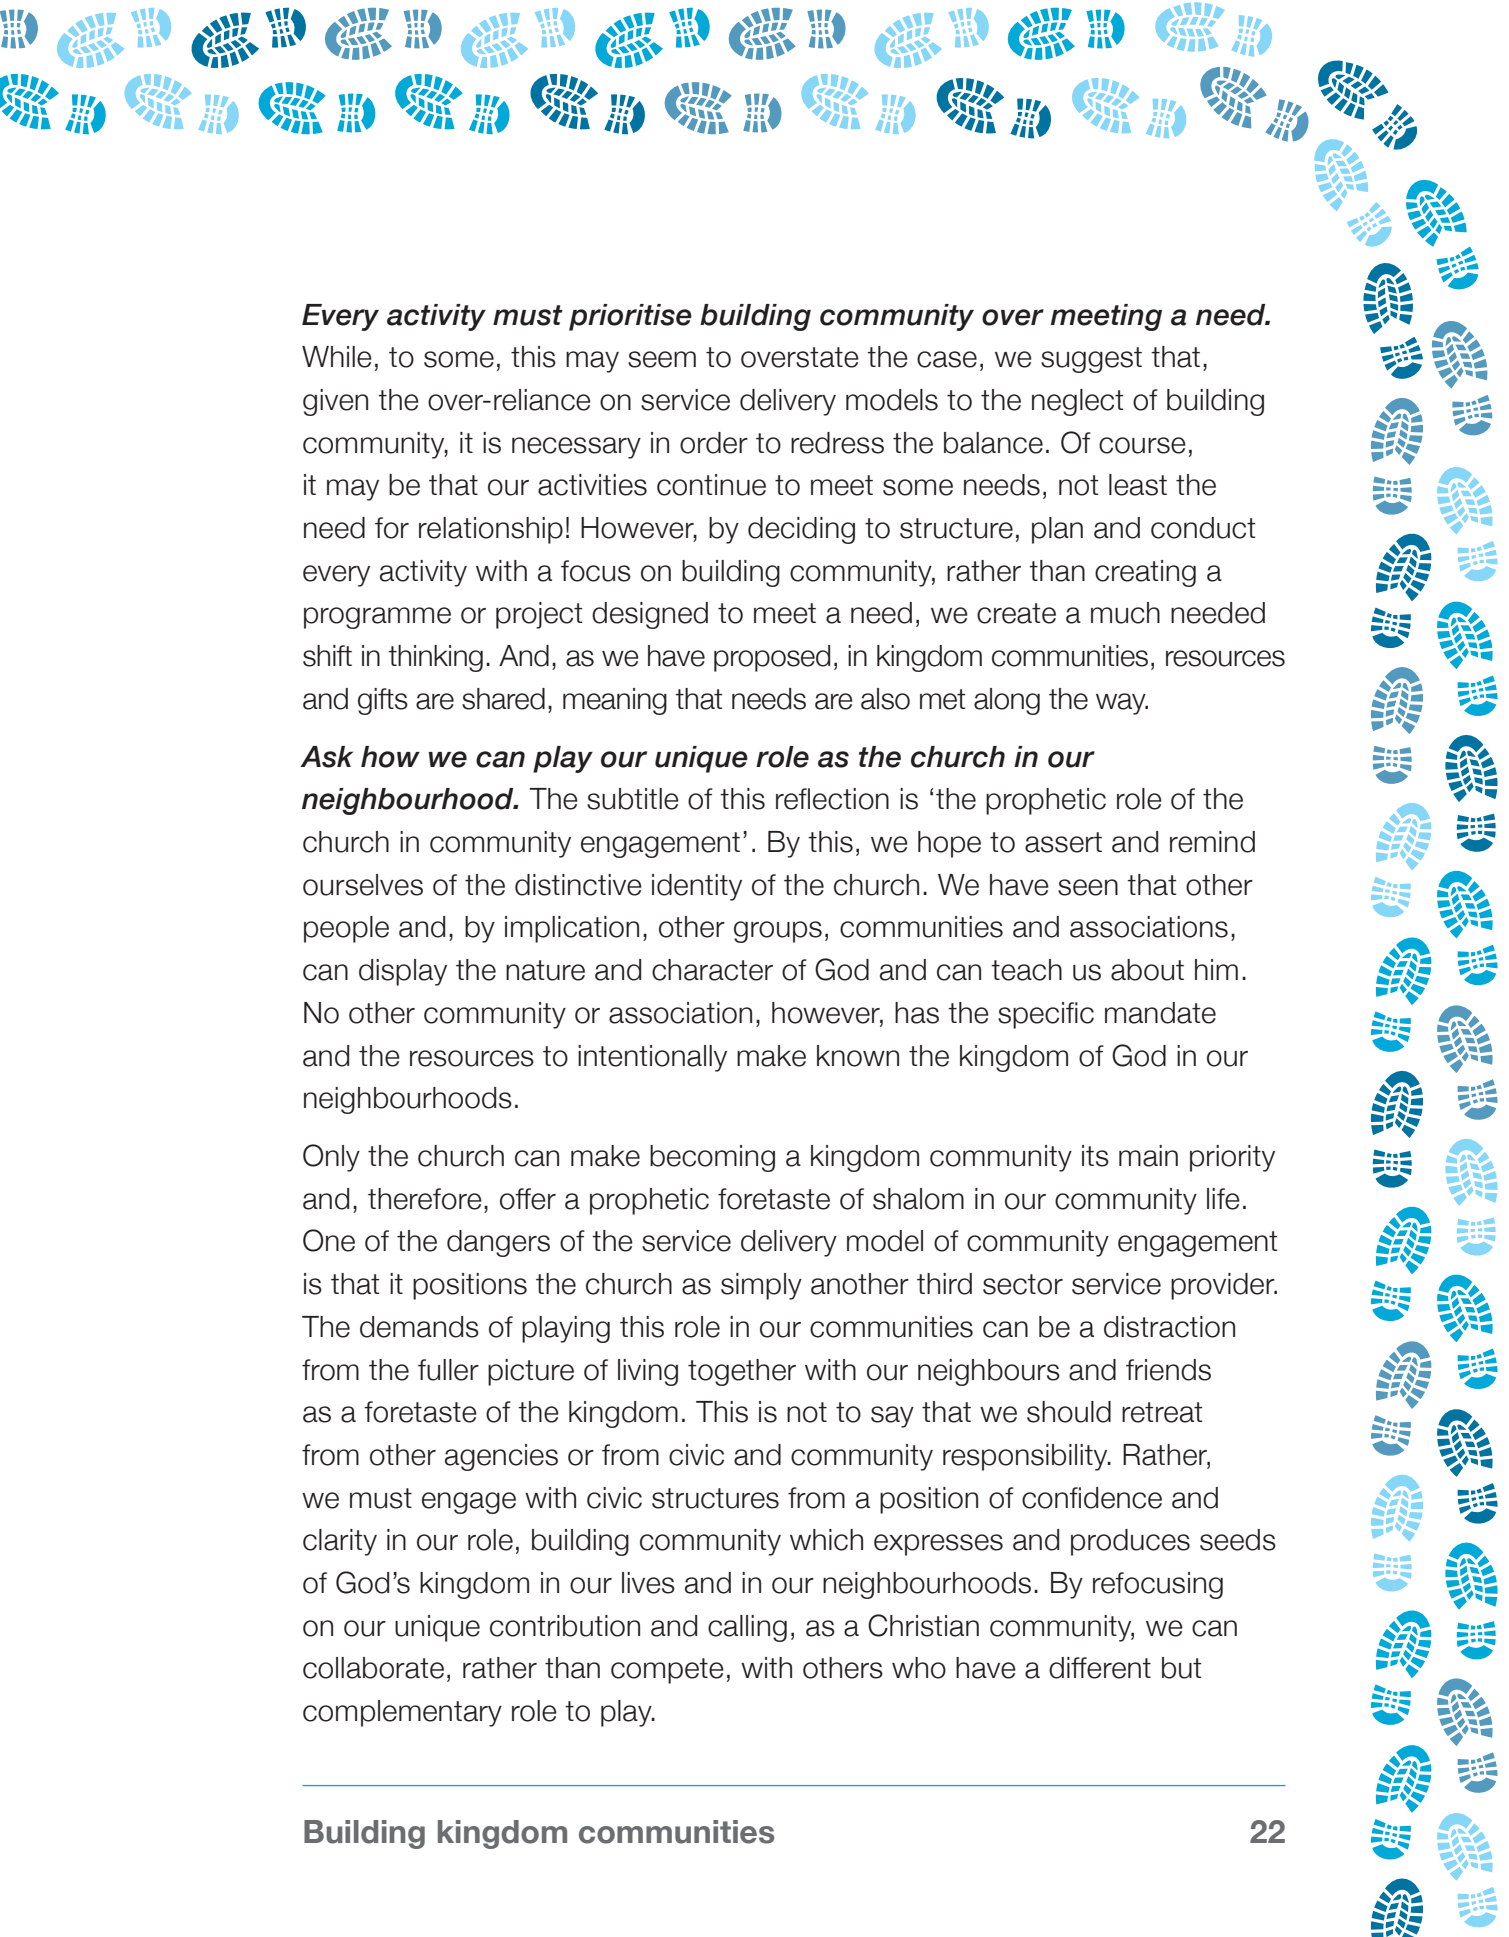 Every activity must prioritise building community over meeting a need.
While, to some, this may seem to overstate the case, we suggest that,
given the over-reliance on service delivery models to the neglect of building
community, it is necessary in order to redress the balance. Of course,
it may be that our activities continue to meet some needs, not least the
need for relationship! However, by deciding to structure, plan and conduct
every activity with a focus on building community, rather than creating a
programme or project designed to meet a need, we create a much needed
shift in thinking. And, as we have proposed, in kingdom communities, resources
and gifts are shared, meaning that needs are also met along the way.
Ask how we can play our unique role as the church in our
neighbourhood. The subtitle of this reflection is ‘the prophetic role of the
church in community engagement’. By this, we hope to assert and remind
ourselves of the distinctive identity of the church. We have seen that other
people and, by implication, other groups, communities and associations,
can display the nature and character of God and can teach us about him.
No other community or association, however, has the specific mandate
and the resources to intentionally make known the kingdom of God in our
neighbourhoods.
Only the church can make becoming a kingdom community its main priority
and, therefore, offer a prophetic foretaste of shalom in our community life.
One of the dangers of the service delivery model of community engagement
is that it positions the church as simply another third sector service provider.
The demands of playing this role in our communities can be a distraction
from the fuller picture of living together with our neighbours and friends
as a foretaste of the kingdom. This is not to say that we should retreat
from other agencies or from civic and community responsibility. Rather,
we must engage with civic structures from a position of confidence and
clarity in our role, building community which expresses and produces seeds
of God’s kingdom in our lives and in our neighbourhoods. By refocusing
on our unique contribution and calling, as a Christian community, we can
collaborate, rather than compete, with others who have a different but
complementary role to play.
Building kingdom communities 22